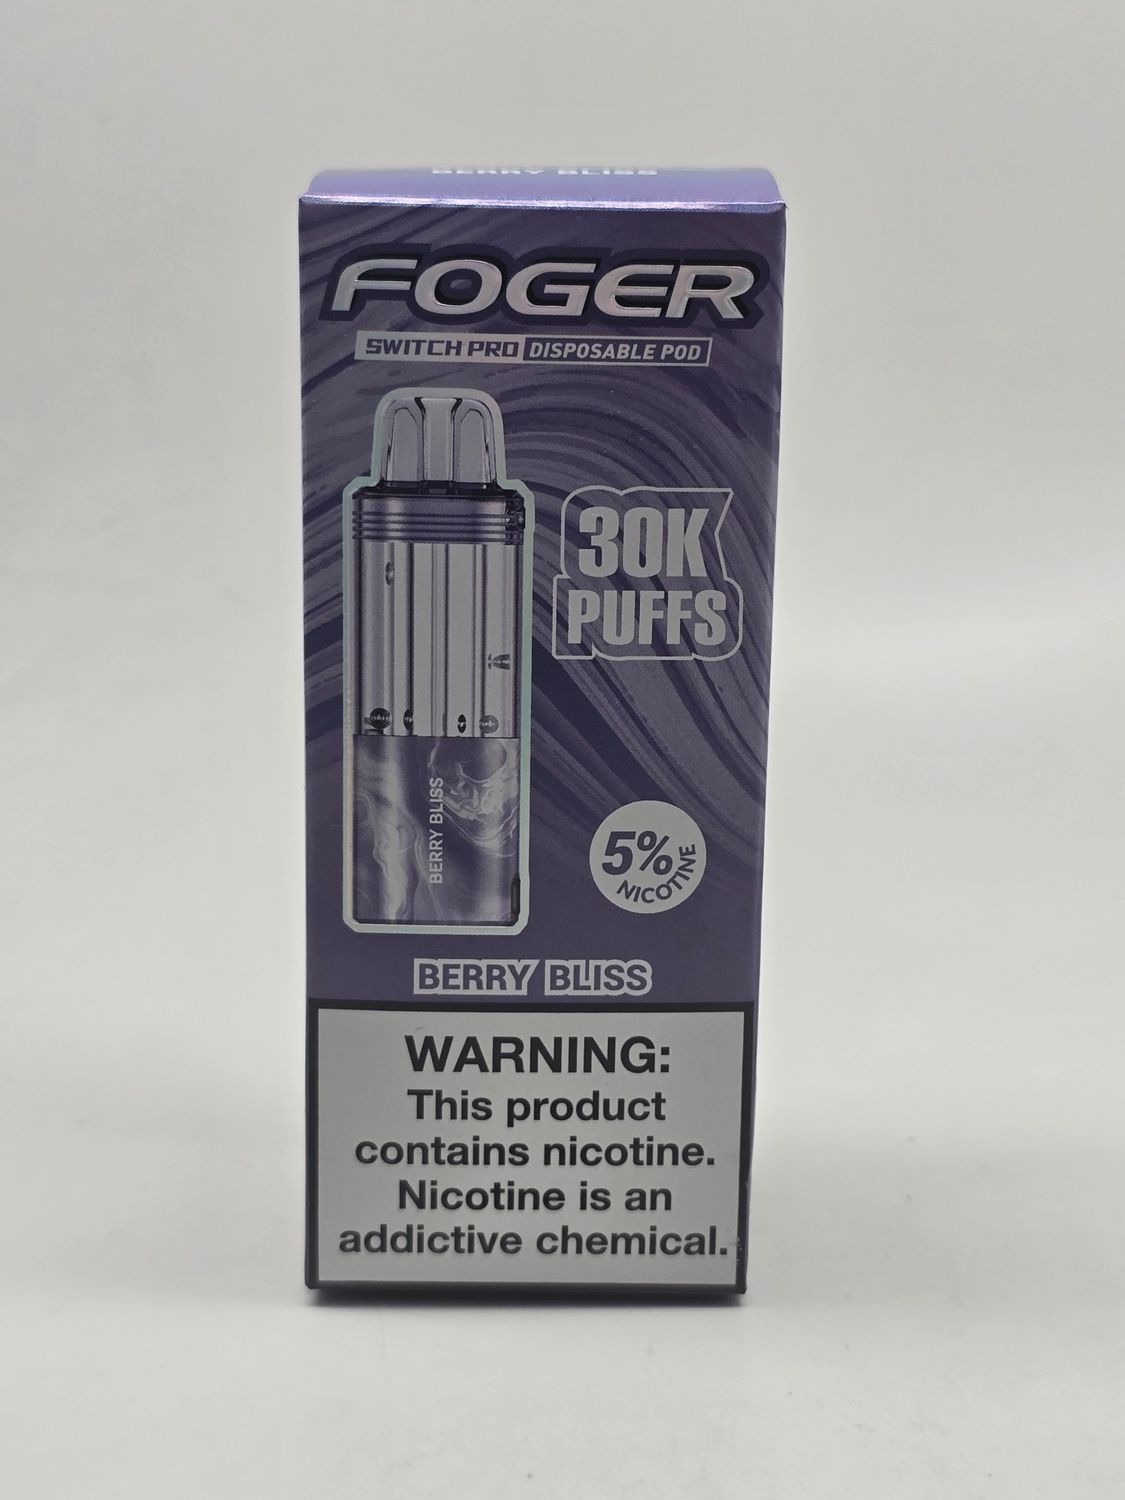 BERRY BLISS
FOGER
SWITCH PRO DISPOSABLE POD
30K
PUFFS
BERRY BLISS
5%
NICOTINE
BERRY BLISS
WARNING:
This product
contains nicotine.
Nicotine is an
addictive chemical.